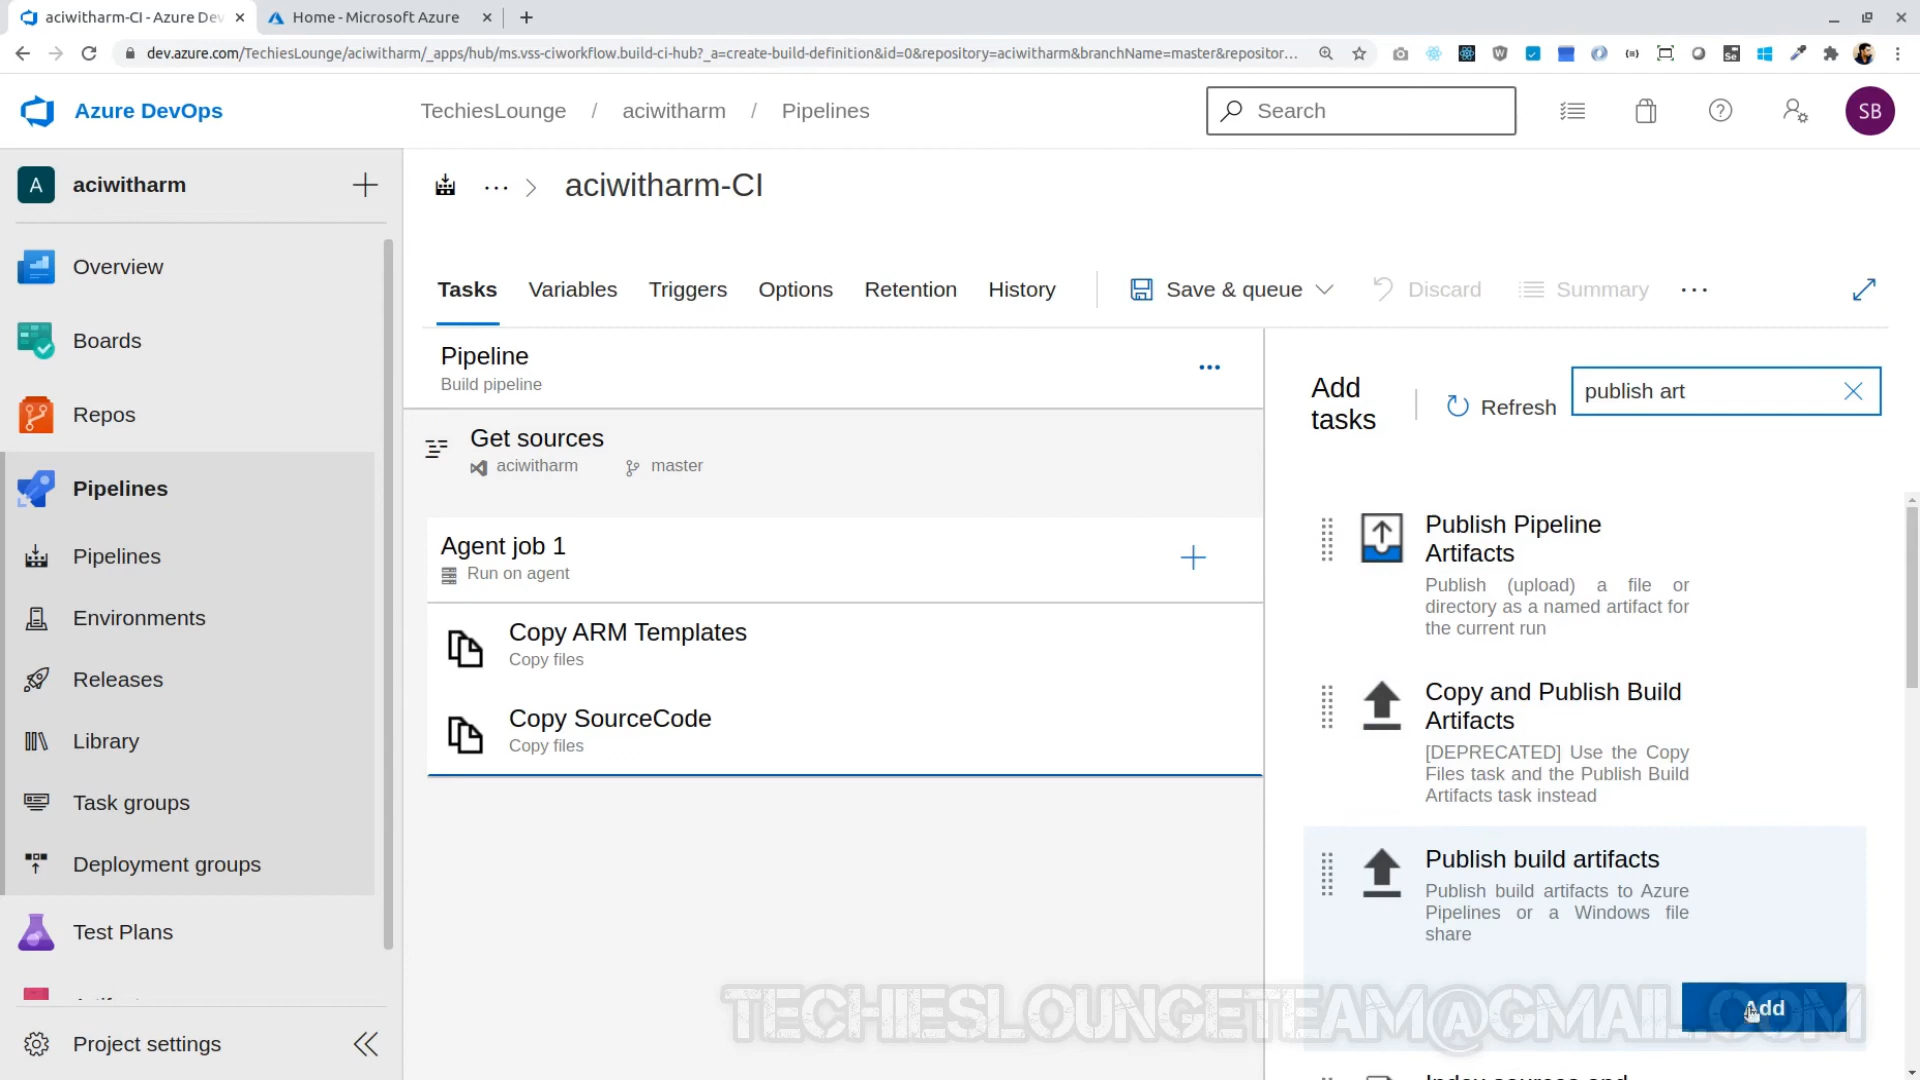 aciwitharm-CI - Azure Dev
Home - Microsoft Azure
dev.azure.com/TechiesLounge/aciwitharm/_apps/hub/ms.vss-ciworkflow.build-ci-hub?_a=create-build-definition&id=0&repository=aciwitharm&branchName=master&repositor...
Azure DevOps
TechiesLounge / aciwitharm / Pipelines
Search
SB
A aciwitharm
aciwitharm-CI
Overview
Boards
Repos
Pipelines
Pipelines
Environments
Releases
Library
Task groups
Deployment groups
Test Plans
Project settings
Tasks Variables Triggers Options Retention History Save & queue Discard Summary
Pipeline
Build pipeline
Get sources
aciwitharm master
Agent job 1
Run on agent
Copy ARM Templates
Copy files
Copy SourceCode
Copy files
Add
tasks
Refresh
publish art
Publish Pipeline
Artifacts
Publish (upload) a file or
directory as a named artifact for
the current run
Copy and Publish Build
Artifacts
[DEPRECATED] Use the Copy
Files task and the Publish Build
Artifacts task instead
Publish build artifacts
Publish build artifacts to Azure
Pipelines or a Windows file
share
Add
TECHIESLOUNGETEAM@GMAIL.COM